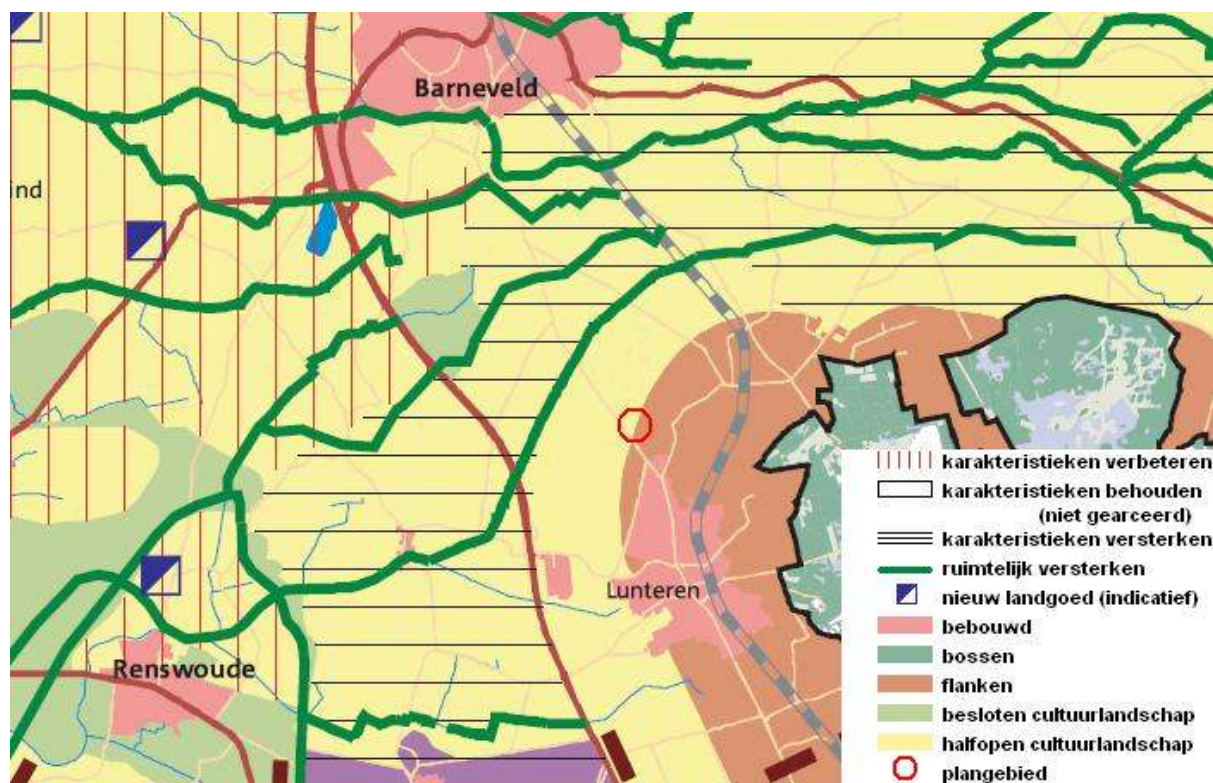 Barneveld
ind
Lunteren
Renswoude
karakteristieken verbeteren
karakteristieken behouden
(niet gearceerd)
karakteristieken versterken
ruimtelijk versterken
nieuw landgoed (indicatief)
bebouwd
bossen
flanken
besloten cultuurlandschap
halfopen cultuurlandschap
plangebied